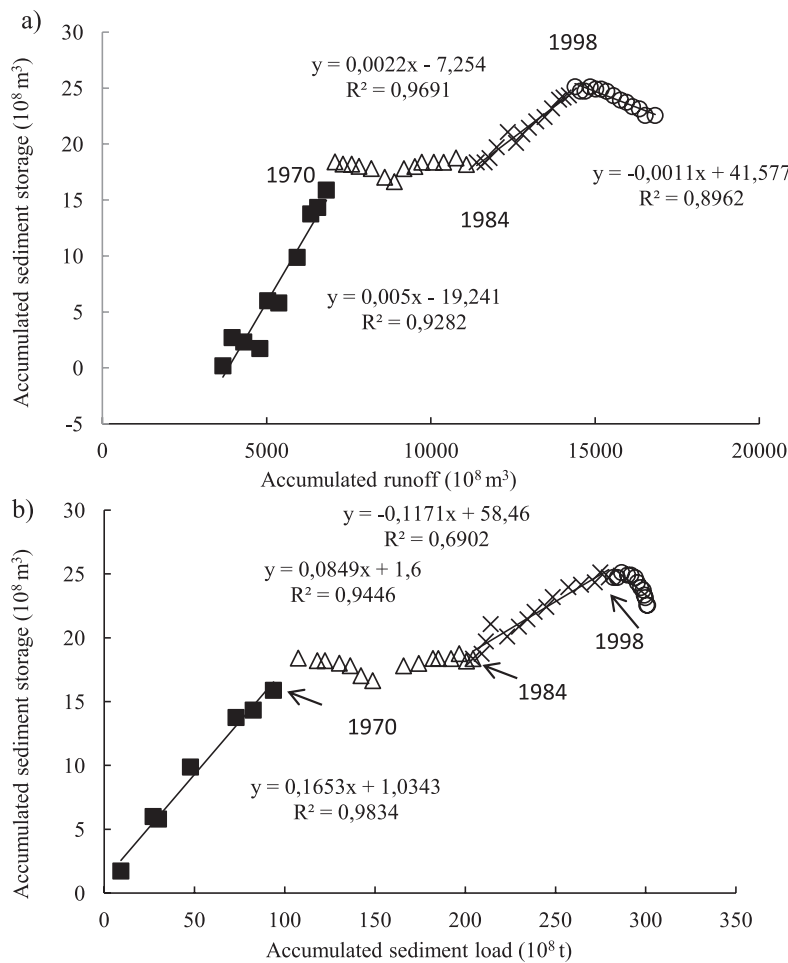 a)
30
25
20
15
10
5
0
-5
Accumulated sediment storage (10⁸ m³)
1998
y = 0,0022x - 7,254
R² = 0,9691
1970
y = -0,0011x + 41,577
R² = 0,8962
1984
y = 0,005x - 19,241
R² = 0,9282
0 5000 10000 15000 20000
Accumulated runoff (10⁸ m³)
b)
30
25
20
15
10
5
0
Accumulated sediment storage (10⁸ m³)
y = -0,1171x + 58,46
R² = 0,6902
y = 0,0849x + 1,6
R² = 0,9446
1998
1984
1970
y = 0,1653x + 1,0343
R² = 0,9834
0 50 100 150 200 250 300 350
Accumulated sediment load (10⁸ t)